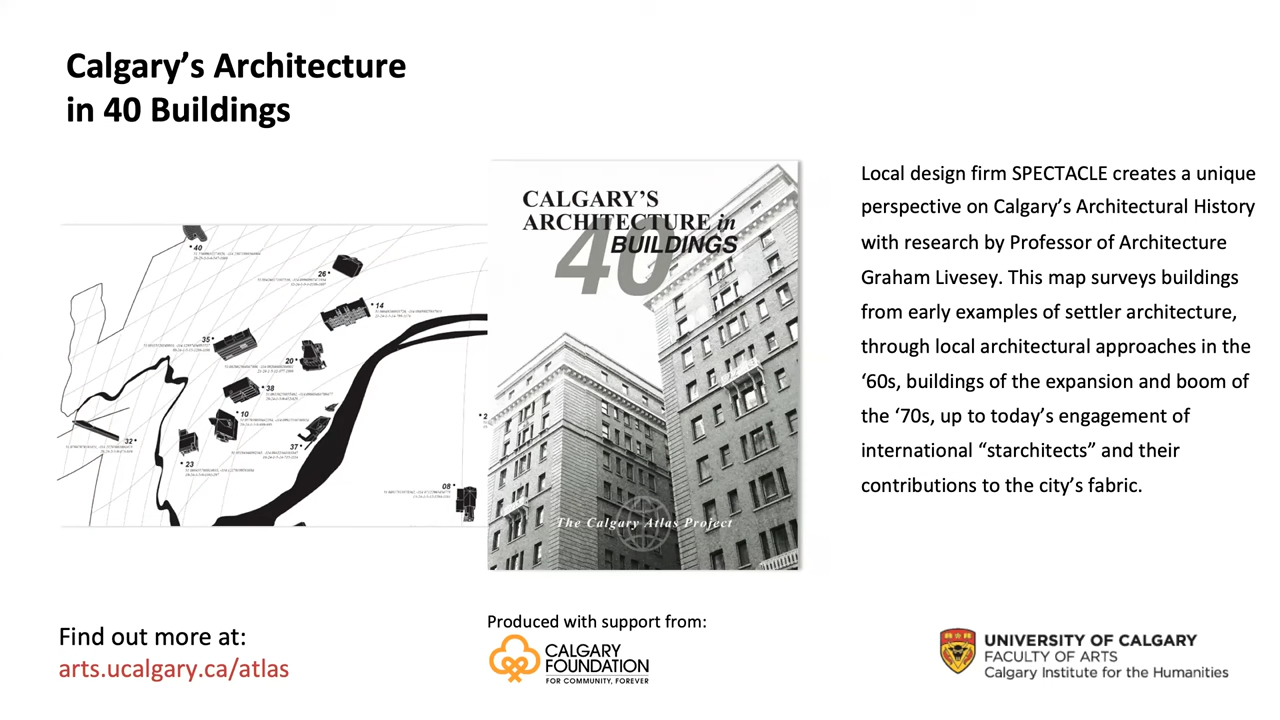 Calgary’s Architecture
in 40 Buildings
40
26
14
35
20
38
10
32
37
23
08
2
CALGARY’S
ARCHITECTURE in
40 BUILDINGS
The Calgary Atlas Project
Local design firm SPECTACLE creates a unique
perspective on Calgary’s Architectural History
with research by Professor of Architecture
Graham Livesey. This map surveys buildings
from early examples of settler architecture,
through local architectural approaches in the
‘60s, buildings of the expansion and boom of
the ‘70s, up to today’s engagement of
international “starchitects” and their
contributions to the city’s fabric.
Find out more at:
arts.ucalgary.ca/atlas
Produced with support from:
CALGARY
FOUNDATION
FOR COMMUNITY, FOREVER
UNIVERSITY OF CALGARY
FACULTY OF ARTS
Calgary Institute for the Humanities